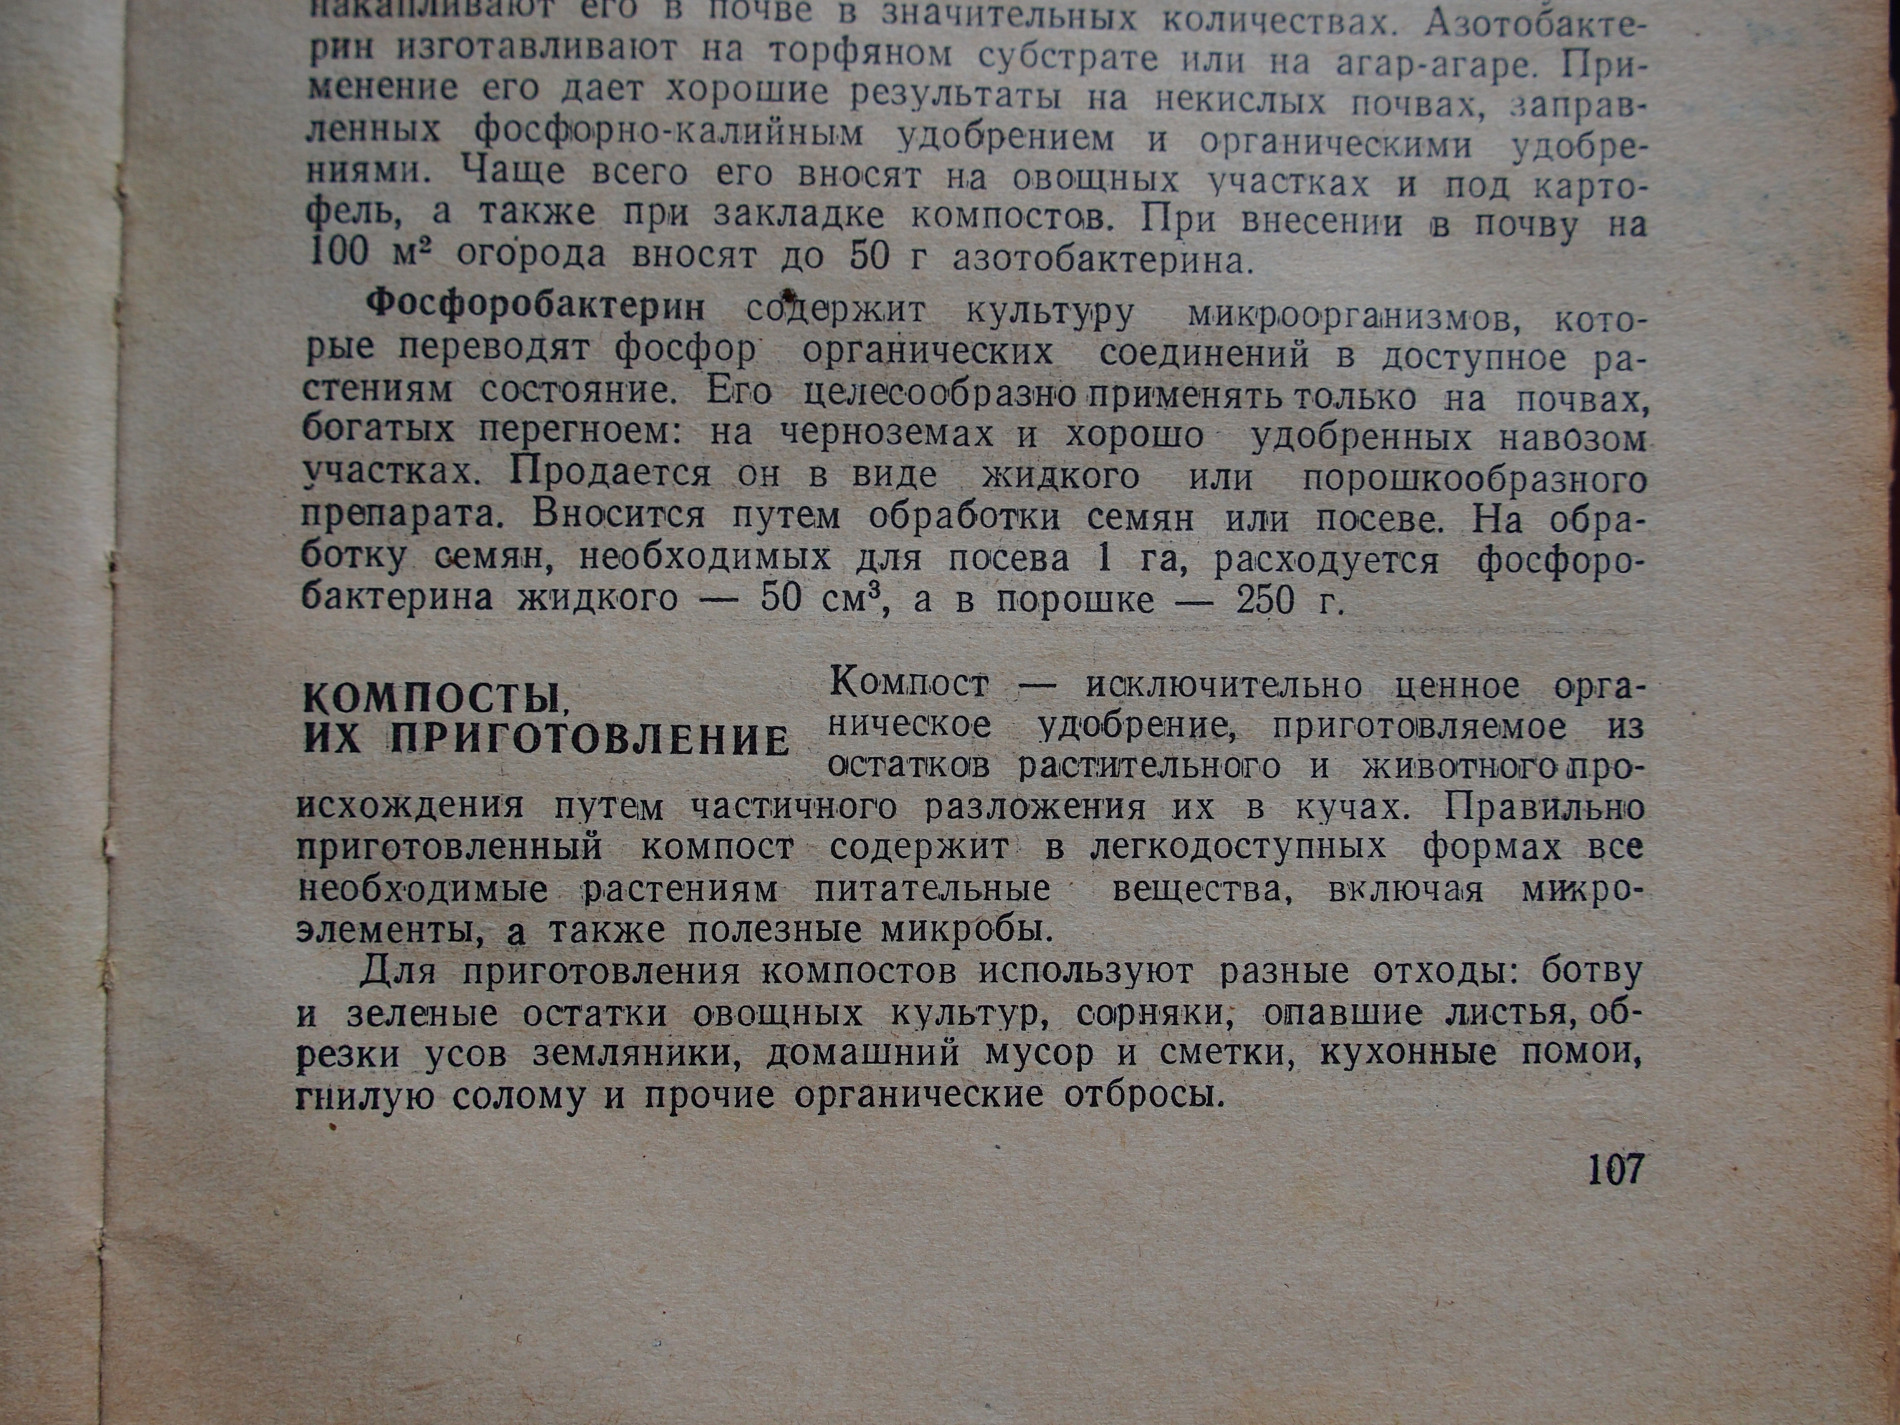 накапливают его в почве в значительных количествах. Азотобакте-
рин изготавливают на торфяном субстрате или на агар-агаре. При-
менение его дает хорошие результаты на некислых почвах, заправ-
ленных фосфорно-калийным удобрением и органическими удобре-
ниями. Чаще всего его вносят на овощных участках и под карто-
фель, а также при закладке компостов. При внесении в почву на
100 м² огорода вносят до 50 г азотобактерина.
Фосфоробактерин содержит культуру микроорганизмов, кото-
рые переводят фосфор органических соединений в доступное ра-
стениям состояние. Его целесообразно применять только на почвах,
богатых перегноем: на черноземах и хорошо удобренных навозом
участках. Продается он в виде жидкого или порошкообразного
препарата. Вносится путем обработки семян или посеве. На обра-
ботку семян, необходимых для посева 1 га, расходуется фосфоро-
бактерина жидкого — 50 см³, а в порошке — 250 г.
КОМПОСТЫ,
ИХ ПРИГОТОВЛЕНИЕ
Компост — исключительно ценное орга-
ническое удобрение, приготовляемое из
остатков растительного и животного про-
исхождения путем частичного разложения их в кучах. Правильно
приготовленный компост содержит в легкодоступных формах все
необходимые растениям питательные вещества, включая микро-
элементы, а также полезные микробы.
Для приготовления компостов используют разные отходы: ботву
и зеленые остатки овощных культур, сорняки, опавшие листья, об-
резки усов земляники, домашний мусор и сметки, кухонные помои,
гнилую солому и прочие органические отбросы.
107